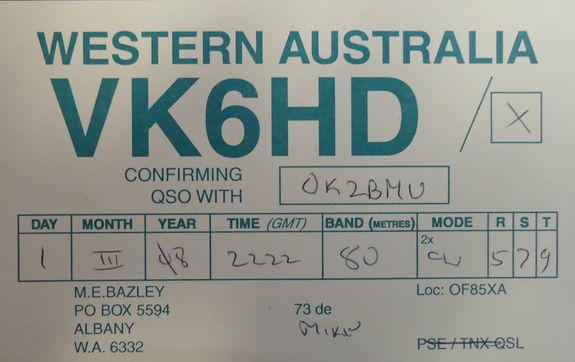 WESTERN AUSTRALIA
VK6HD / X
CONFIRMING
QSO WITH OK2BMU
DAY MONTH YEAR TIME (GMT) BAND (METRES) MODE R S T
1 III 2222 80 2x CW 5 7 9
M.E.BAZLEY 73 de Loc: OF85XA
PO BOX 5594 MIKE
ALBANY
W.A. 6332 PSE / TNX QSL